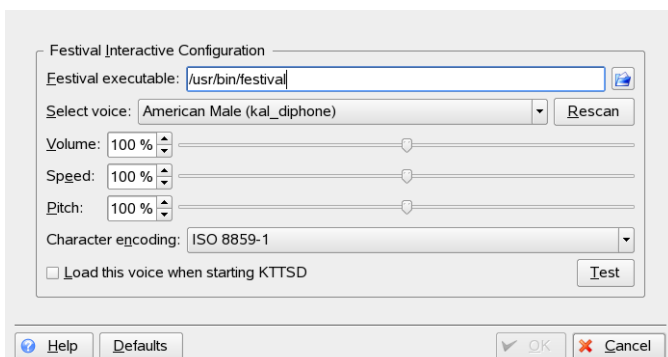 Festival Interactive Configuration
Festival executable: /usr/bin/festival
Select voice: American Male (kal_diphone) Rescan
Volume: 100 %
Speed: 100 %
Pitch: 100 %
Character encoding: ISO 8859-1
Load this voice when starting KTTSD Test
Help Defaults OK Cancel